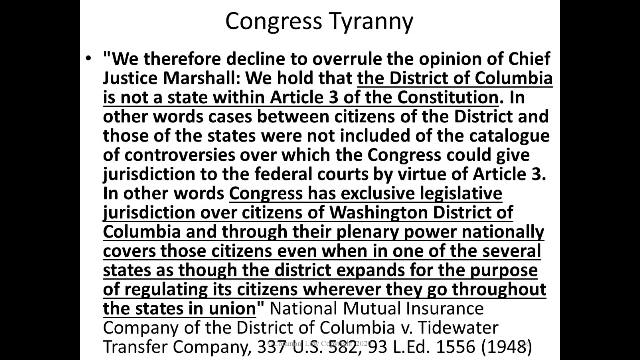 Congress Tyranny
• "We therefore decline to overrule the opinion of Chief
Justice Marshall: We hold that the District of Columbia
is not a state within Article 3 of the Constitution. In
other words cases between citizens of the District and
those of the states were not included of the catalogue
of controversies over which the Congress could give
jurisdiction to the federal courts by virtue of Article 3.
In other words Congress has exclusive legislative
jurisdiction over citizens of Washington District of
Columbia and through their plenary power nationally
covers those citizens even when in one of the several
states as though the district expands for the purpose
of regulating its citizens wherever they go throughout
the states in union" National Mutual Insurance
Company of the District of Columbia v. Tidewater
Transfer Company, 337 U.S. 582, 93 L.Ed. 1556 (1948)